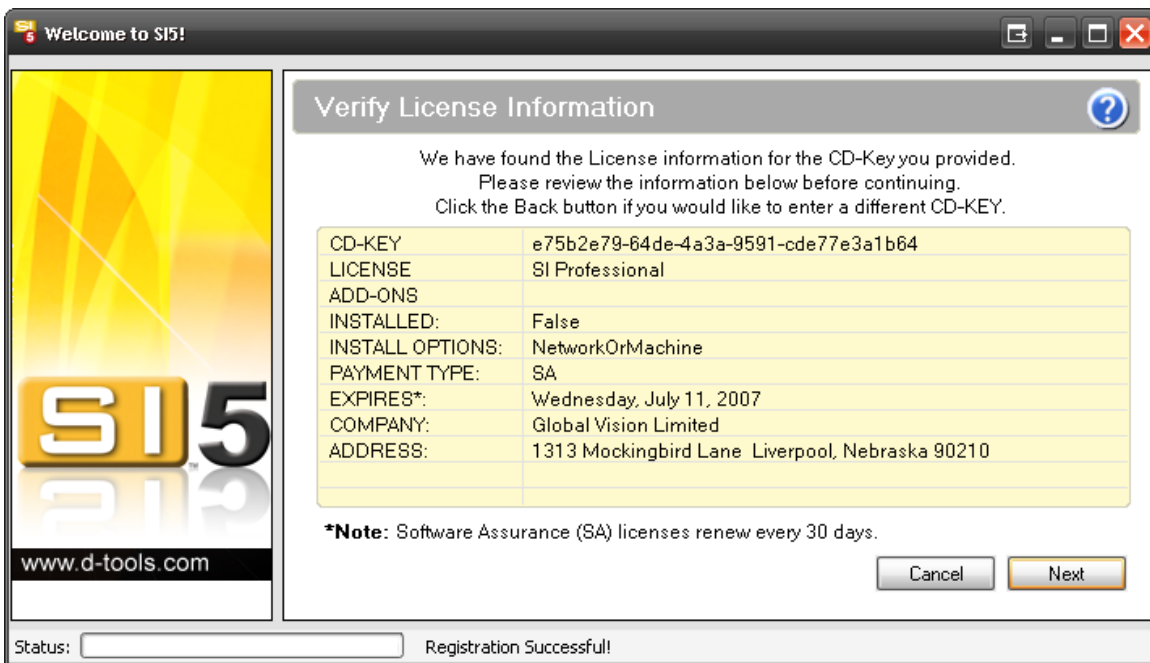 SI 5 Welcome to SI5!
Verify License Information
?
We have found the License information for the CD-Key you provided.
Please review the information below before continuing.
Click the Back button if you would like to enter a different CD-KEY.
CD-KEY e75b2e79-64de-4a3a-9591-cde77e3a1b64
LICENSE SI Professional
ADD-ONS
INSTALLED: False
INSTALL OPTIONS: NetworkOrMachine
PAYMENT TYPE: SA
EXPIRES*: Wednesday, July 11, 2007
COMPANY: Global Vision Limited
ADDRESS: 1313 Mockingbird Lane Liverpool, Nebraska 90210
*Note: Software Assurance (SA) licenses renew every 30 days.
SI5™
www.d-tools.com
Cancel Next
Status: Registration Successful!